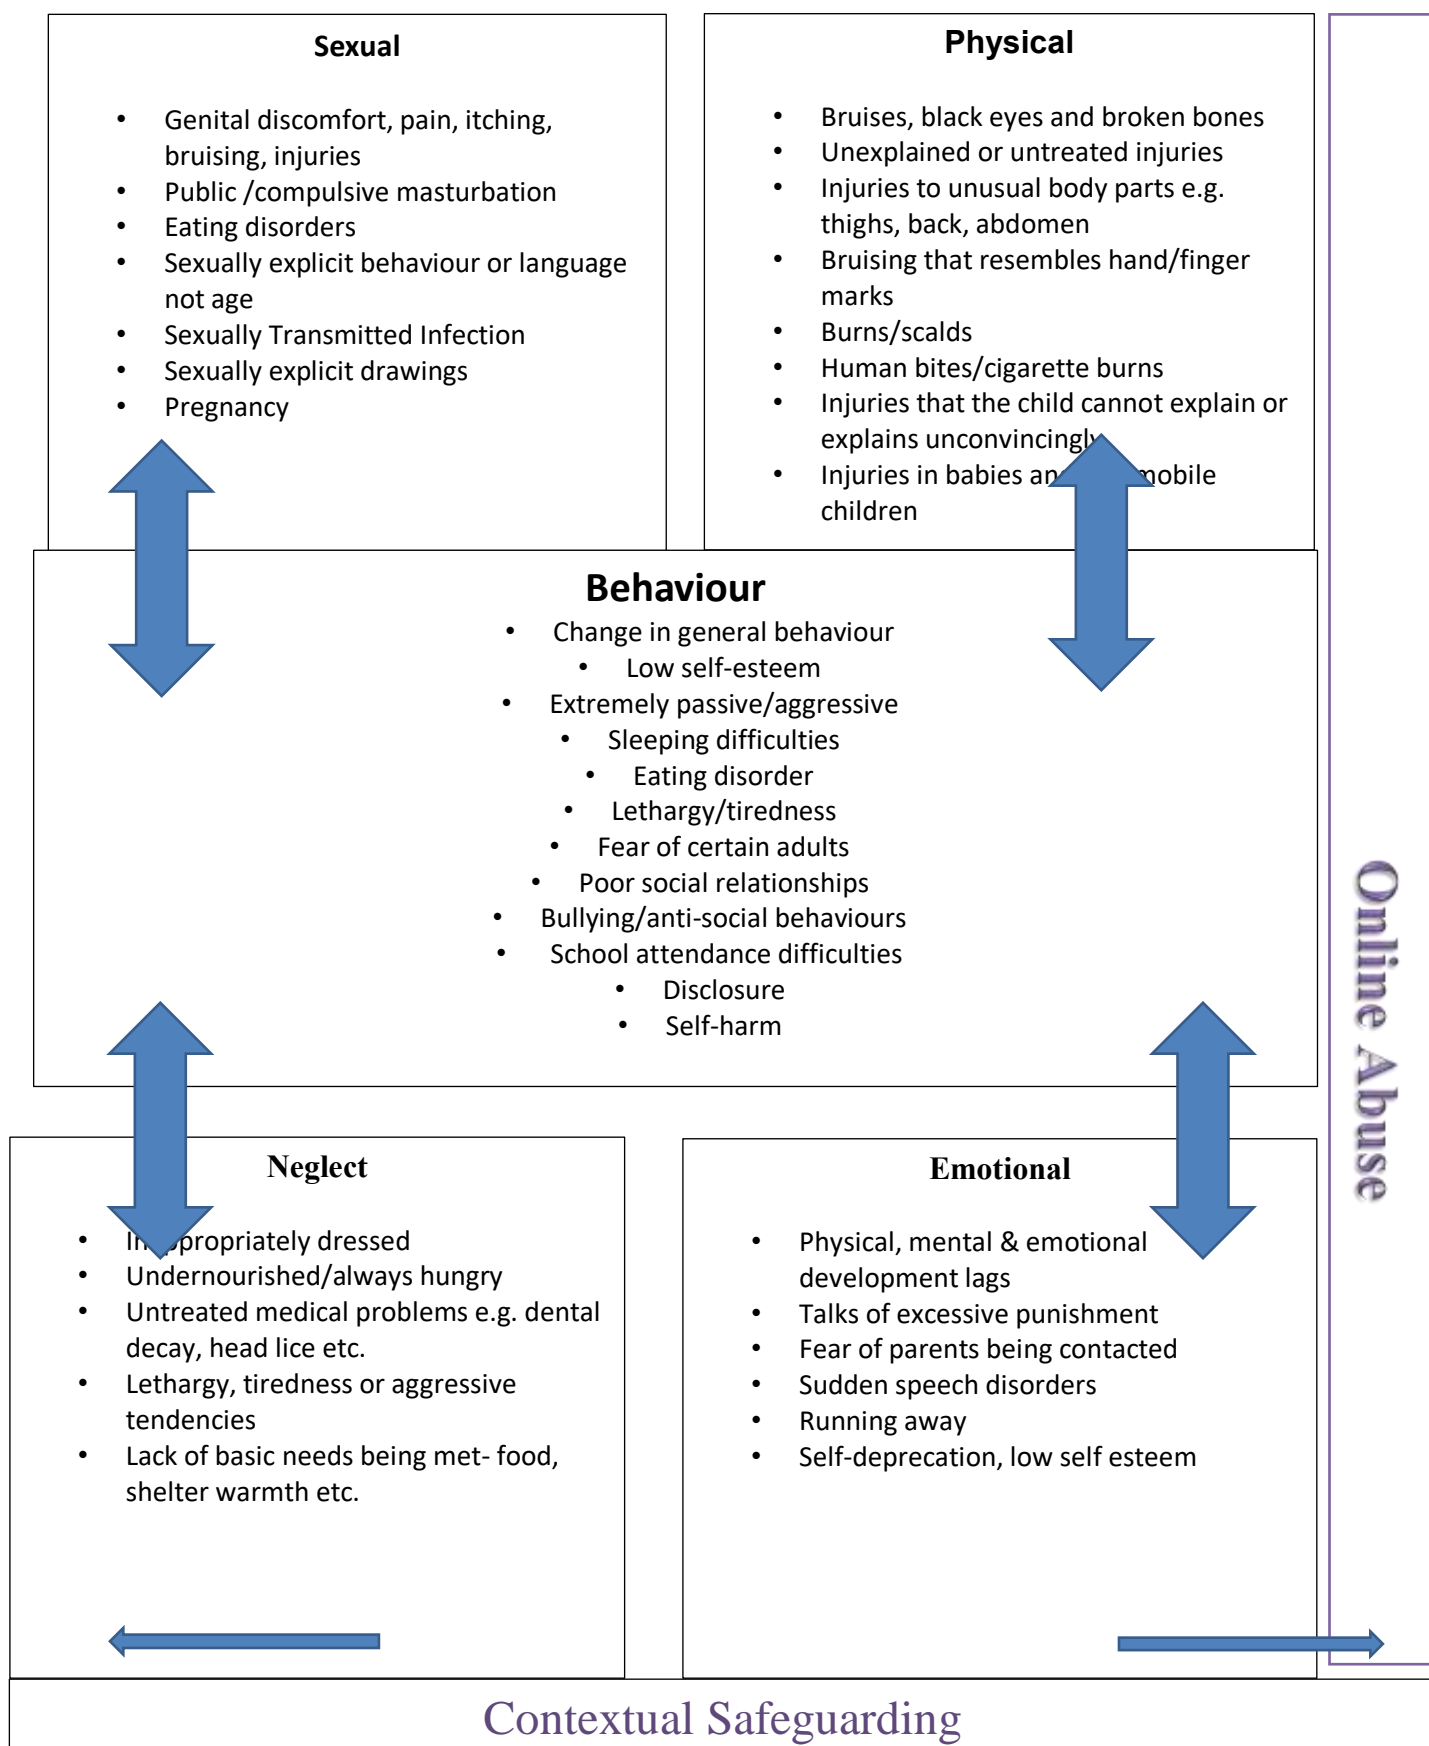 Sexual
• Genital discomfort, pain, itching,
bruising, injuries
• Public /compulsive masturbation
• Eating disorders
• Sexually explicit behaviour or language
not age
• Sexually Transmitted Infection
• Sexually explicit drawings
• Pregnancy
Physical
• Bruises, black eyes and broken bones
• Unexplained or untreated injuries
• Injuries to unusual body parts e.g.
thighs, back, abdomen
• Bruising that resembles hand/finger
marks
• Burns/scalds
• Human bites/cigarette burns
• Injuries that the child cannot explain or
explains unconvincingly
• Injuries in babies mobile
children
Behaviour
• Change in general behaviour
• Low self-esteem
• Extremely passive/aggressive
• Sleeping difficulties
• Eating disorder
• Lethargy/tiredness
• Fear of certain adults
• Poor social relationships
• Bullying/anti-social behaviours
• School attendance difficulties
• Disclosure
• Self-harm
Neglect
• Inappropriately dressed
• Undernourished/always hungry
• Untreated medical problems e.g. dental
decay, head lice etc.
• Lethargy, tiredness or aggressive
tendencies
• Lack of basic needs being met- food,
shelter warmth etc.
Emotional
• Physical, mental & emotional
development lags
• Talks of excessive punishment
• Fear of parents being contacted
• Sudden speech disorders
• Running away
• Self-deprecation, low self esteem
Online Abuse
Contextual Safeguarding